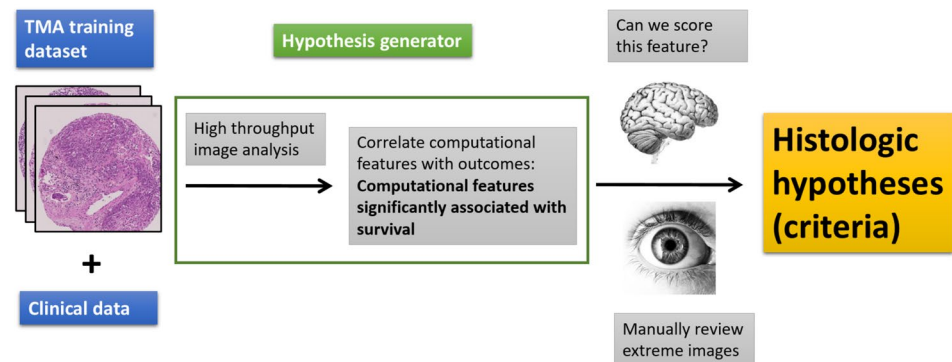 TMA training
dataset
Hypothesis generator
Can we score
this feature?
High throughput
image analysis
Correlate computational
features with outcomes:
Computational features
significantly associated with
survival
Histologic
hypotheses
(criteria)
+
Clinical data
Manually review
extreme images